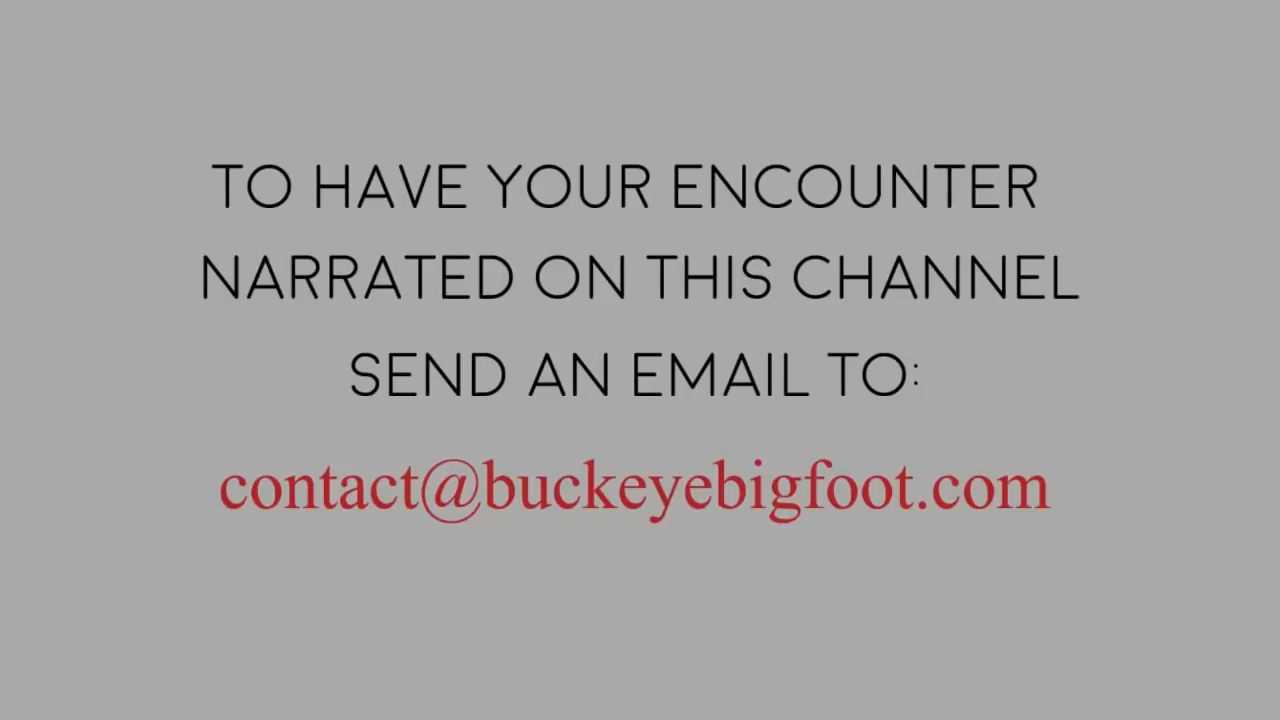 TO HAVE YOUR ENCOUNTER
NARRATED ON THIS CHANNEL
SEND AN EMAIL TO:
contact@buckeyebigfoot.com